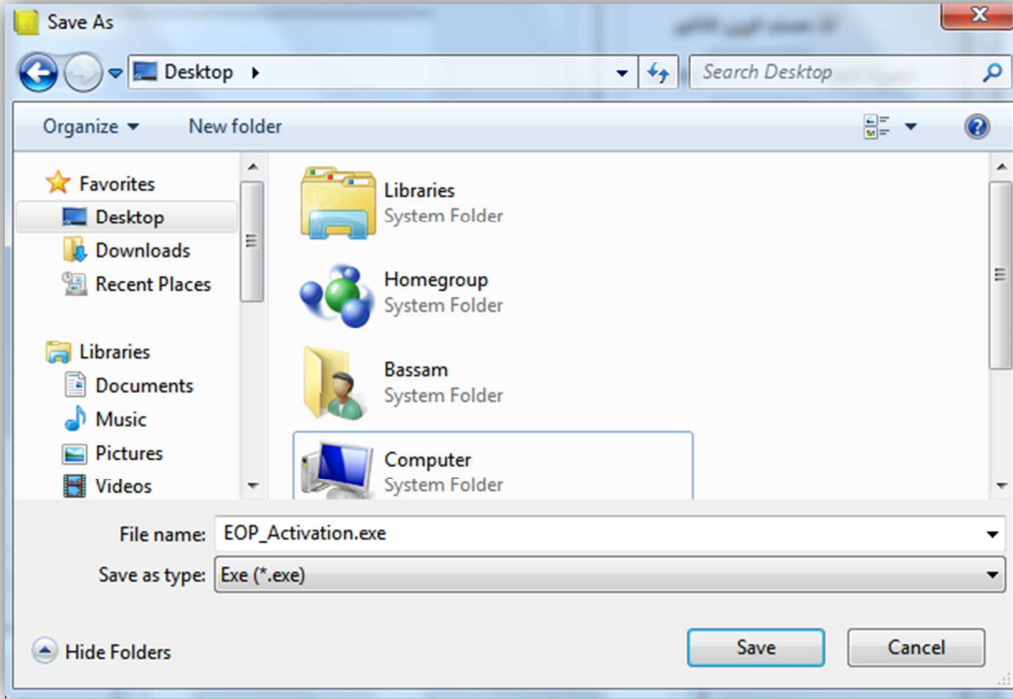 Save As
Desktop
Search Desktop
Organize
New folder
Favorites
Desktop
Downloads
Recent Places
Libraries
Documents
Music
Pictures
Videos
Libraries
System Folder
Homegroup
System Folder
Bassam
System Folder
Computer
System Folder
File name: EOP_Activation.exe
Save as type: Exe (*.exe)
Hide Folders
Save
Cancel